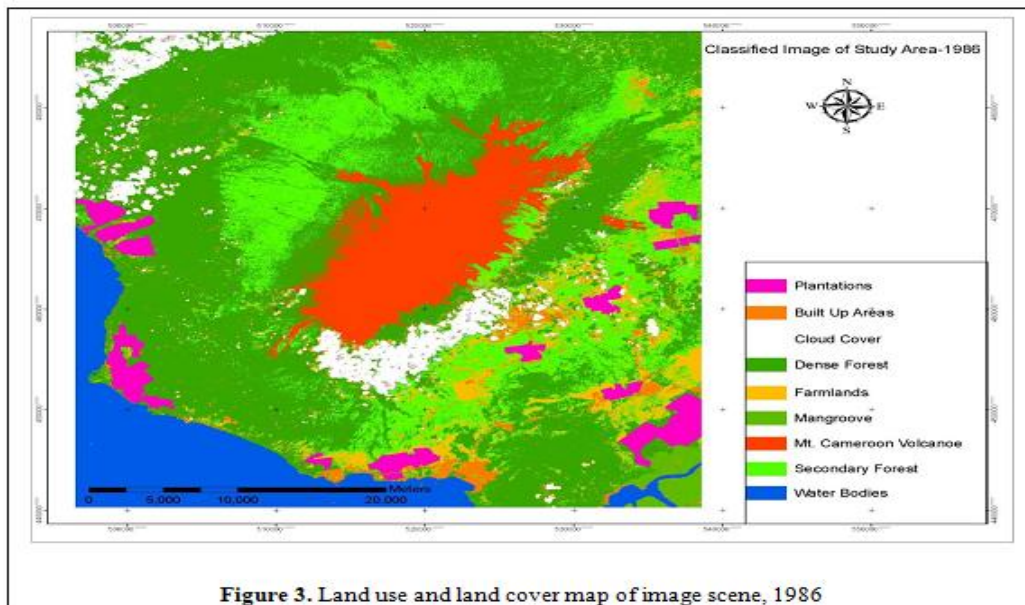 Classified Image of Study Area-1986
N
W E
S
Plantations
Built Up Areas
Cloud Cover
Dense Forest
Farmlands
Mangroove
Mt. Cameroon Volcanoe
Secondary Forest
Water Bodies
Meters
0 5,000 10,000 20,000
Figure 3. Land use and land cover map of image scene, 1986